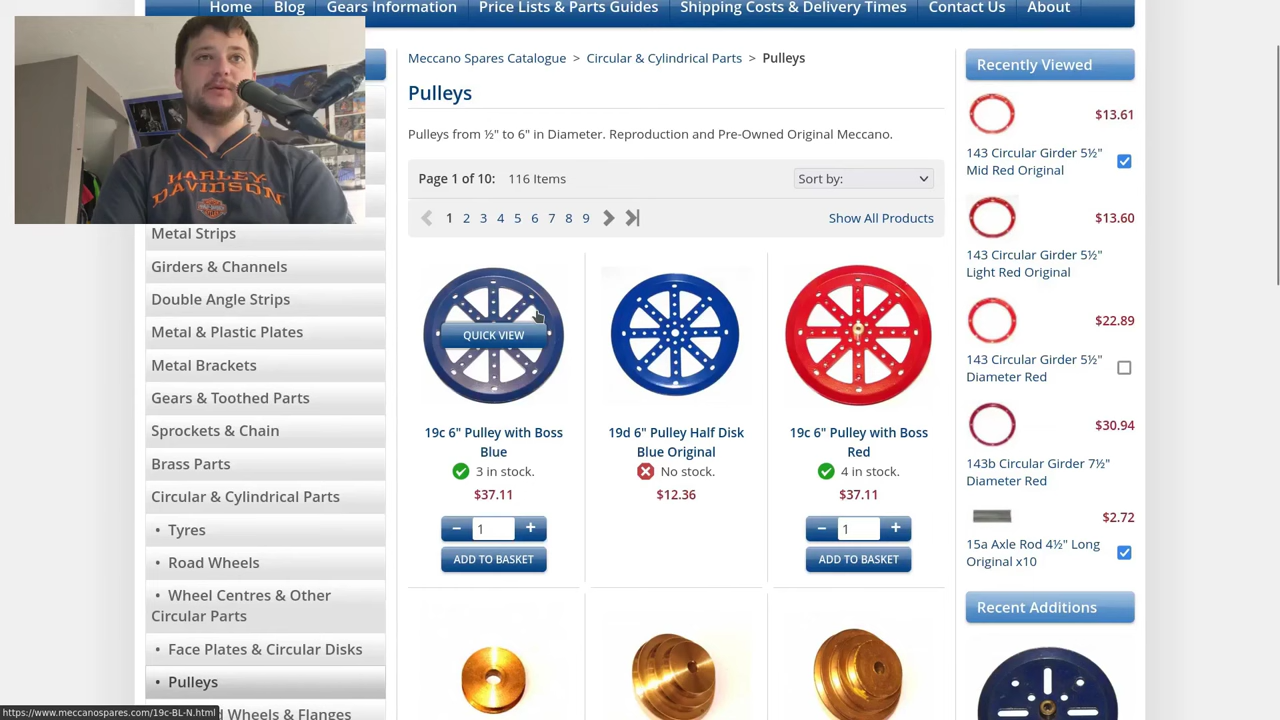 Home Blog Gears Information Price Lists & Parts Guides Shipping Costs & Delivery Times Contact Us About
HARLEY
DAVIDSON
Metal Strips
Girders & Channels
Double Angle Strips
Metal & Plastic Plates
Metal Brackets
Gears & Toothed Parts
Sprockets & Chain
Brass Parts
Circular & Cylindrical Parts
• Tyres
• Road Wheels
• Wheel Centres & Other
Circular Parts
• Face Plates & Circular Disks
• Pulleys
Wheels & Flanges
https://www.meccanospares.com/19c-BL-N.html
Meccano Spares Catalogue > Circular & Cylindrical Parts > Pulleys
Pulleys
Pulleys from ½" to 6" in Diameter. Reproduction and Pre-Owned Original Meccano.
Page 1 of 10: 116 Items Sort by:
1 2 3 4 5 6 7 8 9 Show All Products
QUICK VIEW
19c 6" Pulley with Boss
Blue
3 in stock.
$37.11
1
ADD TO BASKET
19d 6" Pulley Half Disk
Blue Original
No stock.
$12.36
19c 6" Pulley with Boss
Red
4 in stock.
$37.11
1
ADD TO BASKET
Recently Viewed
$13.61
143 Circular Girder 5½"
Mid Red Original
$13.60
143 Circular Girder 5½"
Light Red Original
$22.89
143 Circular Girder 5½"
Diameter Red
$30.94
143b Circular Girder 7½"
Diameter Red
$2.72
15a Axle Rod 4½" Long
Original x10
Recent Additions